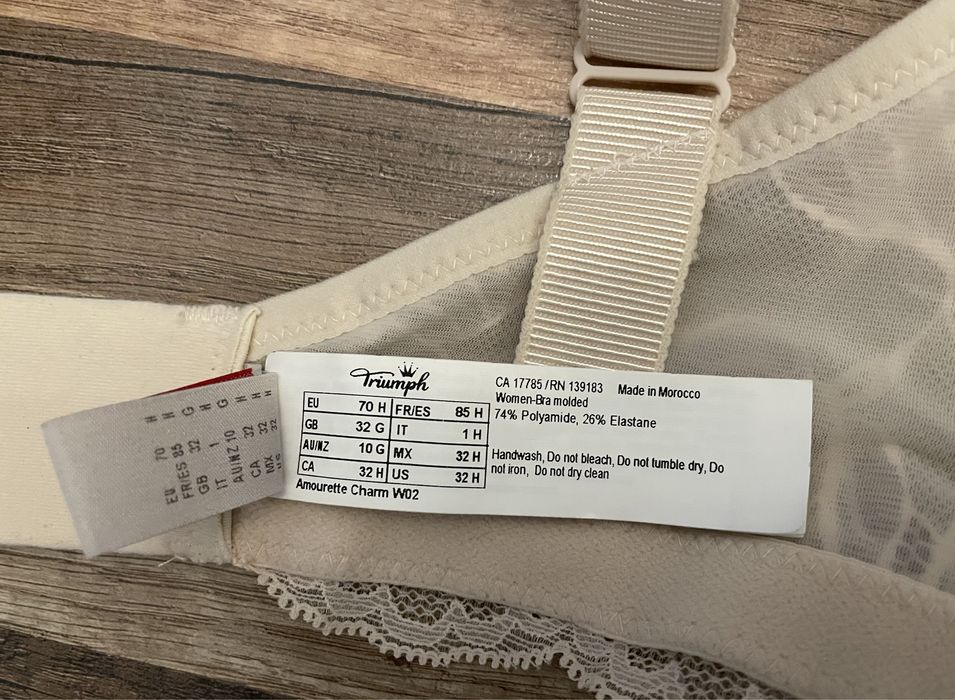 Triumph
EU 70 H FR/ES 85 H
GB 32 G IT 1 H
AU/NZ 10 G MX 32 H
CA 32 H US 32 H
Amourette Charm W02
CA 17785 /RN 139183 Made in Morocco
Women-Bra molded
74% Polyamide, 26% Elastane
Handwash, Do not bleach, Do not tumble dry, Do
not iron, Do not dry clean
EU 70 H
FR/ES 85 H
GB 32 G
IT 1 H
AU/NZ 10 G
CA 32 H
MX 32 H
US 32 H